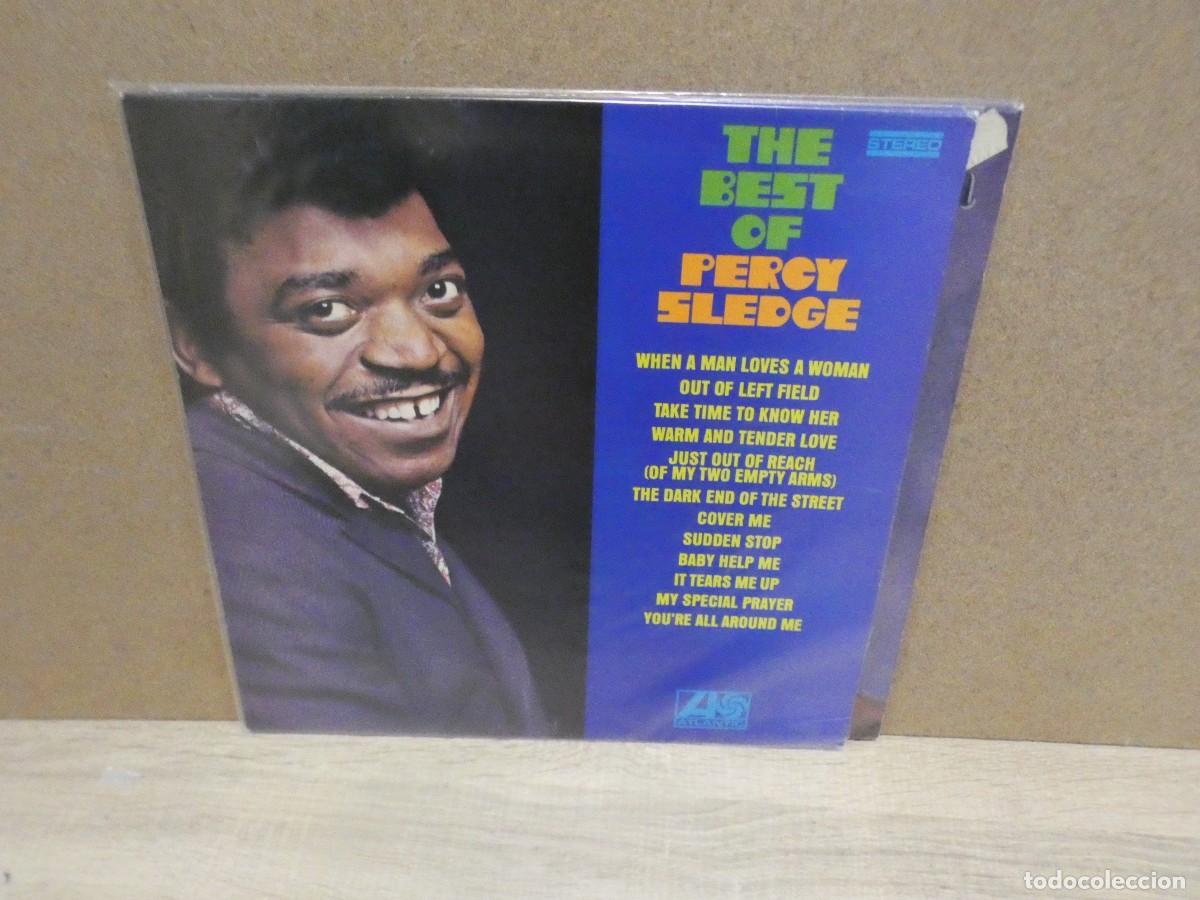 THE
BEST
OF
PERCY
SLEDGE
STEREO
WHEN A MAN LOVES A WOMAN
OUT OF LEFT FIELD
TAKE TIME TO KNOW HER
WARM AND TENDER LOVE
JUST OUT OF REACH
(OF MY TWO EMPTY ARMS)
THE DARK END OF THE STREET
COVER ME
SUDDEN STOP
BABY HELP ME
IT TEARS ME UP
MY SPECIAL PRAYER
YOU'RE ALL AROUND ME
ATLANTIC
todocoleccion